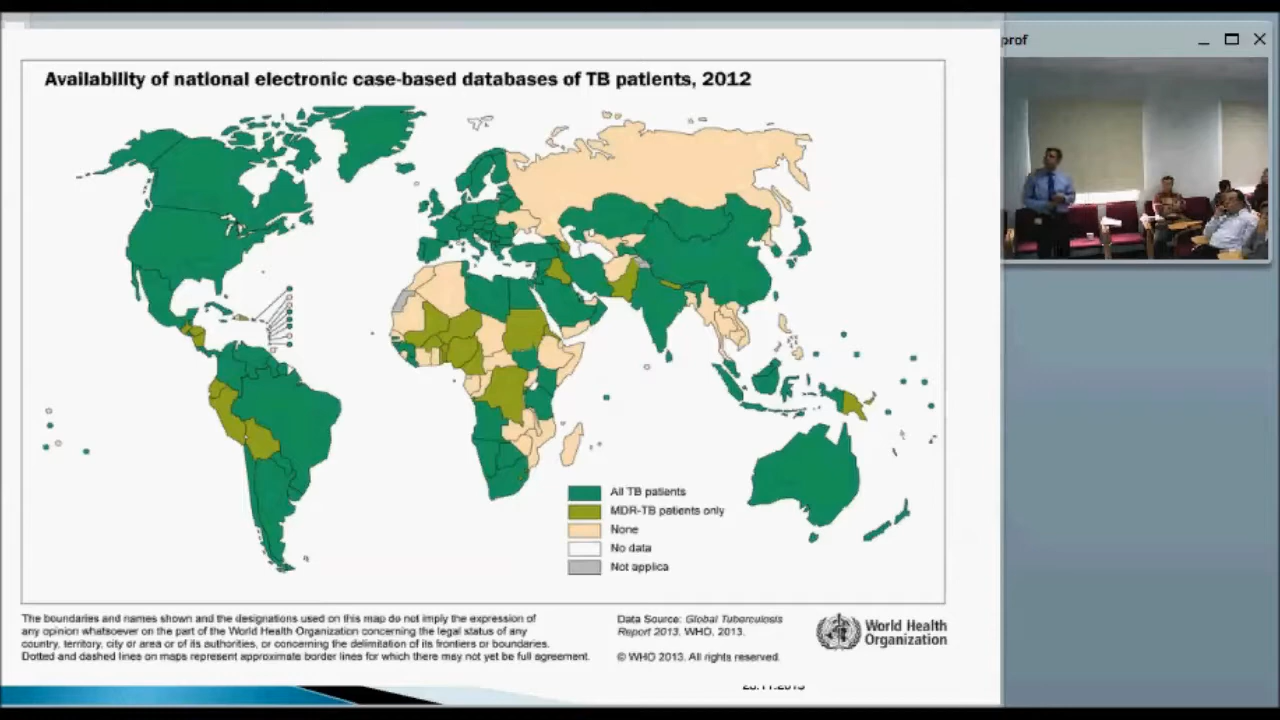 prof
Availability of national electronic case-based databases of TB patients, 2012
All TB patients
MDR-TB patients only
None
No data
Not applica
The boundaries and names shown and the designations used on this map do not imply the expression of
any opinion whatsoever on the part of the World Health Organization concerning the legal status of any
country, territory, city or area or of its authorities, or concerning the delimitation of its frontiers or boundaries.
Dotted and dashed lines on maps represent approximate border lines for which there may not yet be full agreement.
Data Source: Global Tuberculosis
Report 2013. WHO, 2013.
© WHO 2013. All rights reserved.
World Health
Organization